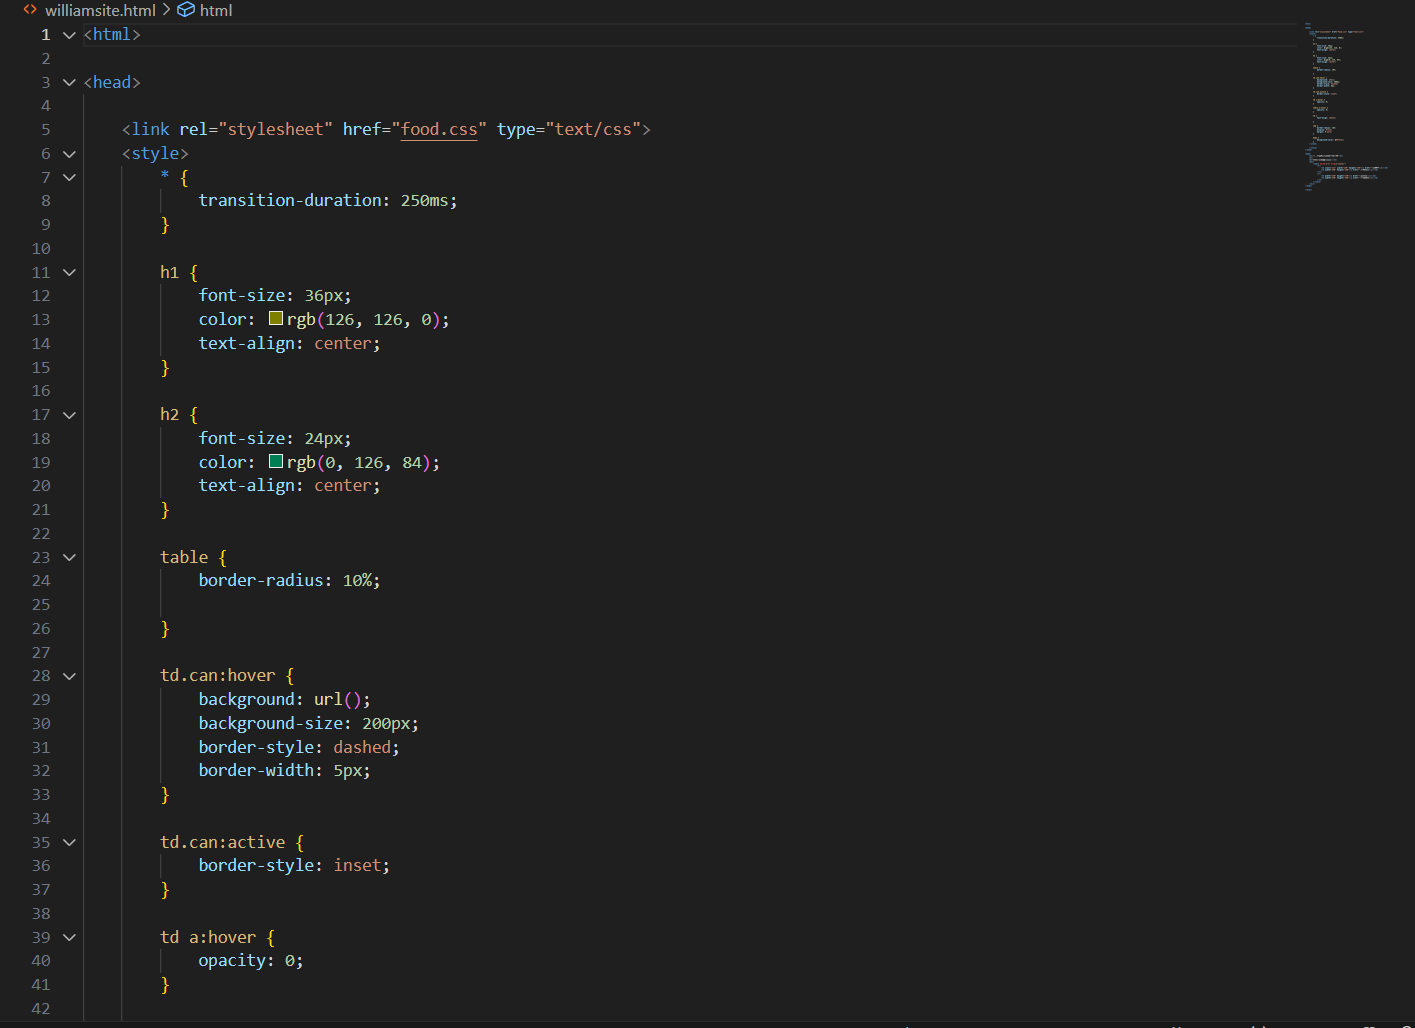 williamsite.html > html
1 <html>
2
3 <head>
4
5 <link rel="stylesheet" href="food.css" type="text/css">
6 <style>
7 * {
8 transition-duration: 250ms;
9 }
10
11 h1 {
12 font-size: 36px;
13 color: rgb(126, 126, 0);
14 text-align: center;
15 }
16
17 h2 {
18 font-size: 24px;
19 color: rgb(0, 126, 84);
20 text-align: center;
21 }
22
23 table {
24 border-radius: 10%;
25
26 }
27
28 td.can:hover {
29 background: url();
30 background-size: 200px;
31 border-style: dashed;
32 border-width: 5px;
33 }
34
35 td.can:active {
36 border-style: inset;
37 }
38
39 td a:hover {
40 opacity: 0;
41 }
42